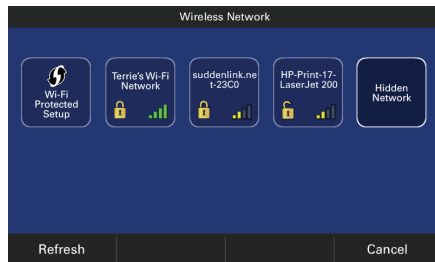 Wireless Network
Wi-Fi
Protected
Setup
Terrie's Wi-Fi
Network
suddenlink.ne
t-23C0
HP-Print-17-
LaserJet 200
Hidden
Network
Refresh
Cancel